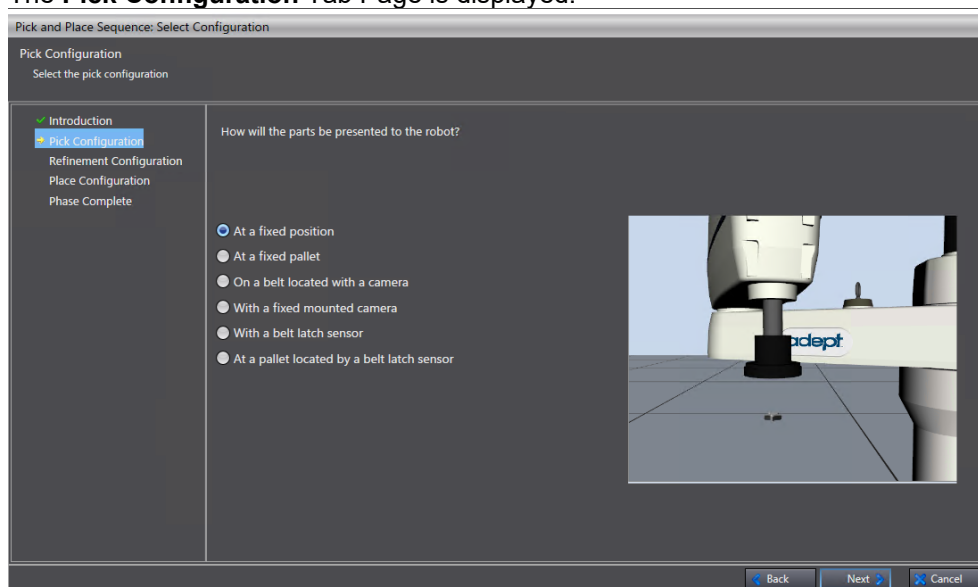 The Pick Configuration Tab Page is displayed.
Pick and Place Sequence: Select Configuration
Pick Configuration
Select the pick configuration
Introduction
Pick Configuration
Refinement Configuration
Place Configuration
Phase Complete
How will the parts be presented to the robot?
At a fixed position
At a fixed pallet
On a belt located with a camera
With a fixed mounted camera
With a belt latch sensor
At a pallet located by a belt latch sensor
adept
Back
Next
Cancel